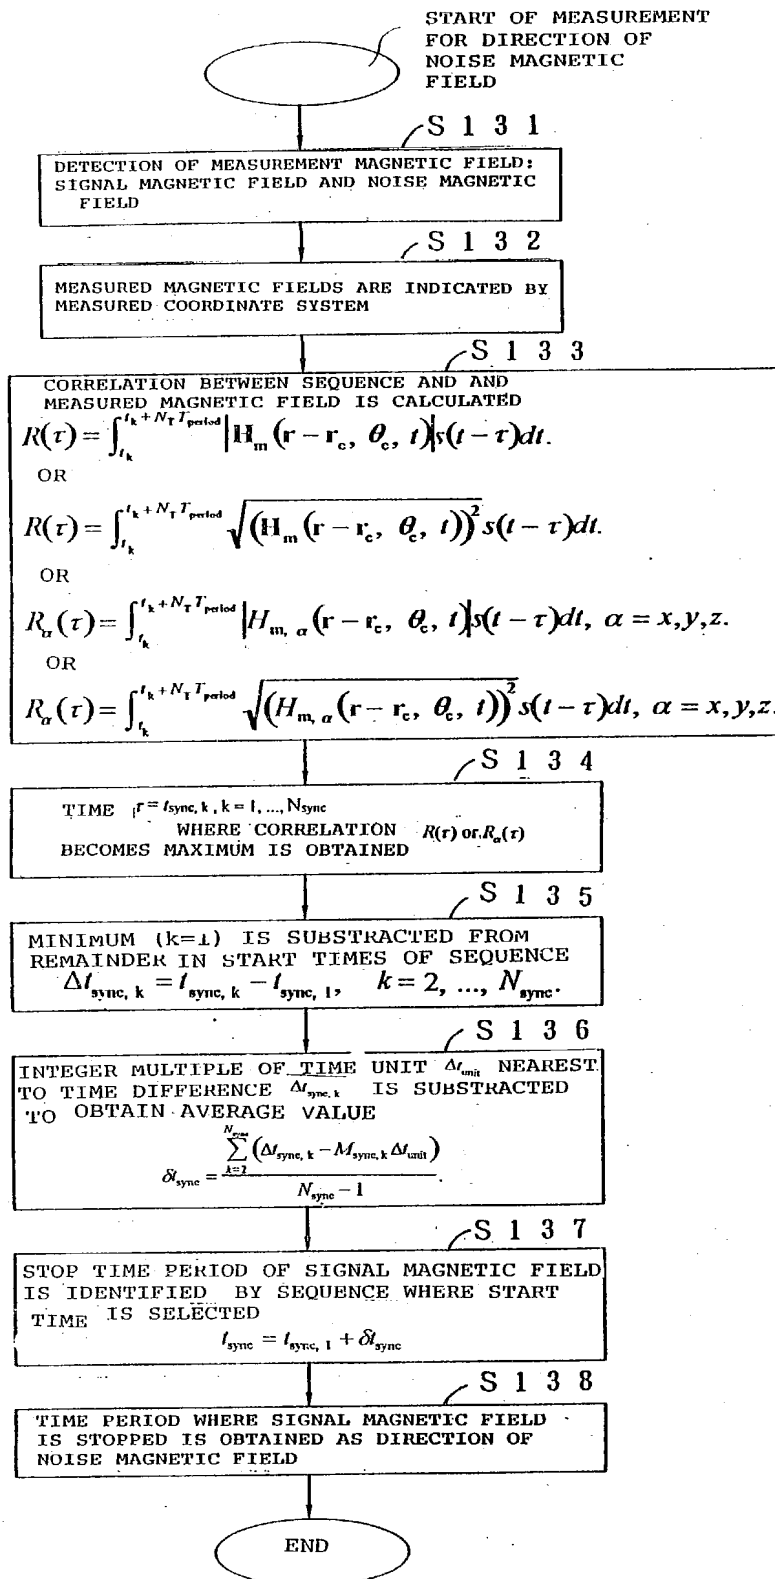 START OF MEASUREMENT
FOR DIRECTION OF
NOISE MAGNETIC
FIELD
S 1 3 1
DETECTION OF MEASUREMENT MAGNETIC FIELD:
SIGNAL MAGNETIC FIELD AND NOISE MAGNETIC
FIELD
S 1 3 2
MEASURED MAGNETIC FIELDS ARE INDICATED BY
MEASURED COORDINATE SYSTEM
S 1 3 3
CORRELATION BETWEEN SEQUENCE AND AND
MEASURED MAGNETIC FIELD IS CALCULATED
R(τ) = ∫_{t_k}^{t_k + N_T T_period} |H_m (r − r_c, θ_c, t)| s(t − τ)dt.
OR
R(τ) = ∫_{t_k}^{t_k + N_T T_period} √((H_m (r − r_c, θ_c, t))²) s(t − τ)dt.
OR
R_α(τ) = ∫_{t_k}^{t_k + N_T T_period} |H_{m, α} (r − r_c, θ_c, t)| s(t − τ)dt, α = x,y,z.
OR
R_α(τ) = ∫_{t_k}^{t_k + N_T T_period} √((H_{m, α} (r − r_c, θ_c, t))²) s(t − τ)dt, α = x,y,z.
S 1 3 4
TIME τ = t_{sync, k}, k = 1, ..., N_sync
WHERE CORRELATION R(τ) or R_α(τ)
BECOMES MAXIMUM IS OBTAINED
S 1 3 5
MINIMUM (k=1) IS SUBSTRACTED FROM
REMAINDER IN START TIMES OF SEQUENCE
Δt_{sync, k} = t_{sync, k} − t_{sync, 1}, k = 2, ..., N_sync.
S 1 3 6
INTEGER MULTIPLE OF TIME UNIT Δt_unit NEAREST
TO TIME DIFFERENCE Δt_{sync, k} IS SUBSTRACTED
TO OBTAIN AVERAGE VALUE
δt_sync = ∑_{k=2}^{N_sync} (Δt_{sync, k} − M_{sync, k} Δt_unit) / (N_sync − 1).
S 1 3 7
STOP TIME PERIOD OF SIGNAL MAGNETIC FIELD
IS IDENTIFIED BY SEQUENCE WHERE START
TIME IS SELECTED
t_sync = t_{sync, 1} + δt_sync
S 1 3 8
TIME PERIOD WHERE SIGNAL MAGNETIC FIELD
IS STOPPED IS OBTAINED AS DIRECTION OF
NOISE MAGNETIC FIELD
END